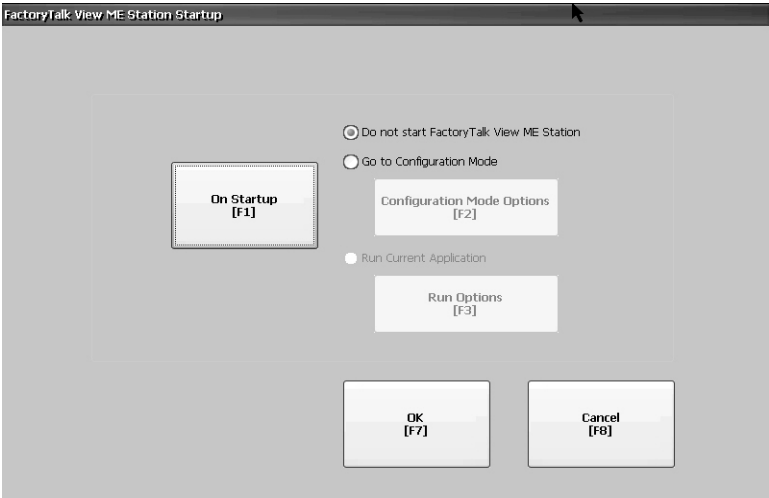 FactoryTalk View ME Station Startup
Do not start FactoryTalk View ME Station
Go to Configuration Mode
On Startup
[F1]
Configuration Mode Options
[F2]
Run Current Application
Run Options
[F3]
OK
[F7]
Cancel
[F8]